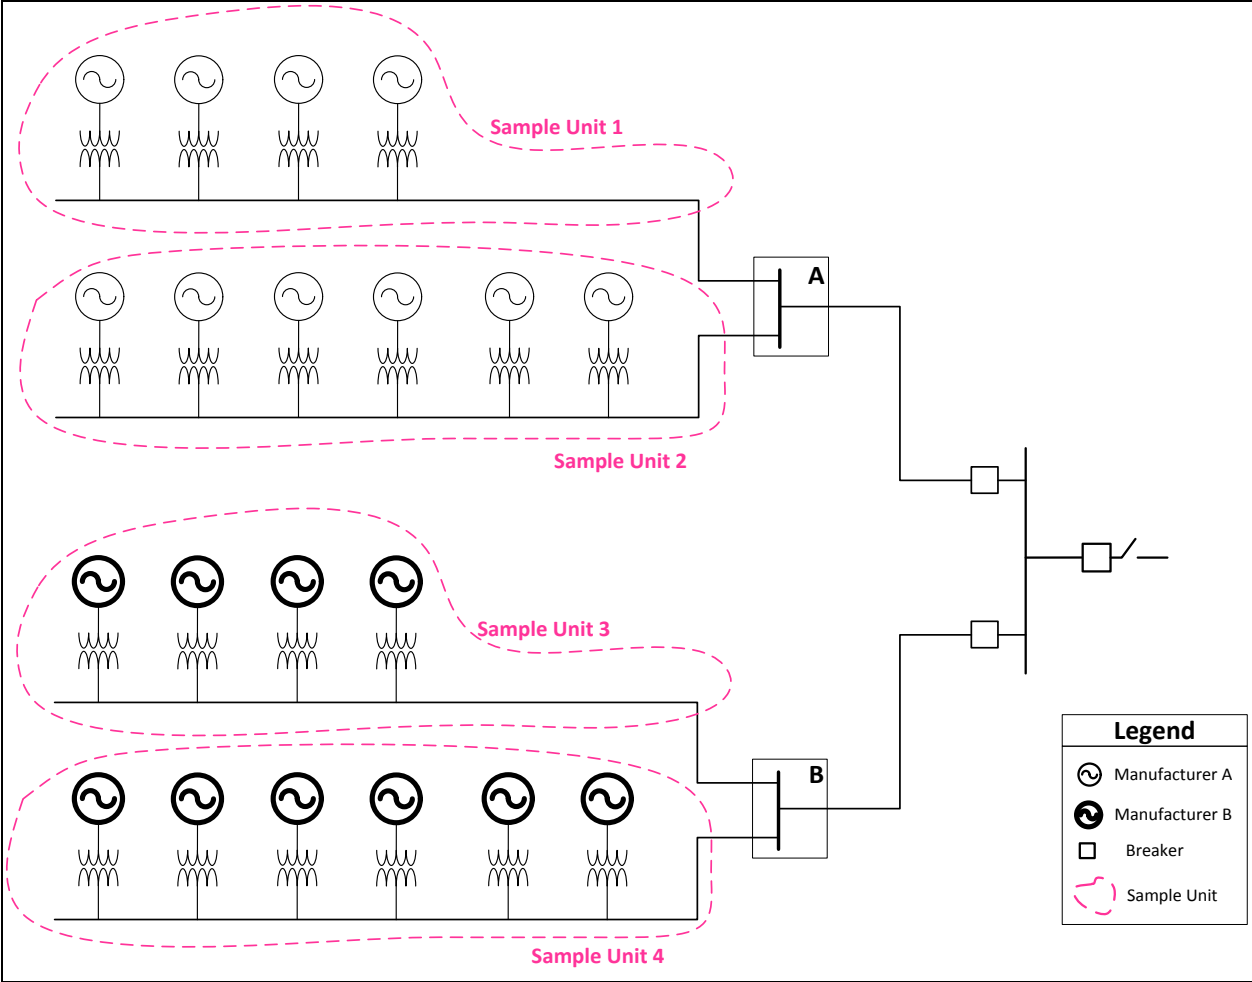 Sample Unit 1
A
Sample Unit 2
Sample Unit 3
B
Sample Unit 4
Legend
Manufacturer A
Manufacturer B
Breaker
Sample Unit